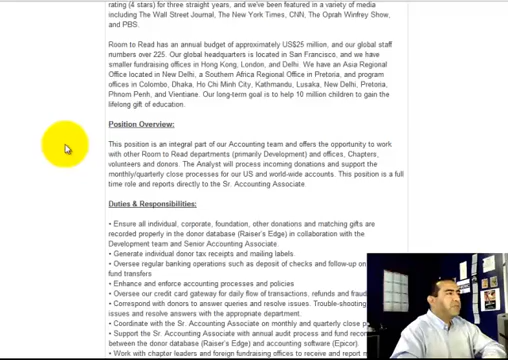 rating (4 stars) for three straight years, and we've been featured in a variety of media
including The Wall Street Journal, The New York Times, CNN, The Oprah Winfrey Show,
and PBS.
Room to Read has an annual budget of approximately US$25 million, and our global staff
numbers over 225. Our global headquarters is located in San Francisco, and we have
smaller fundraising offices in Hong Kong, London, and Delhi. We have an Asia Regional
Office located in New Delhi, a Southern Africa Regional Office in Pretoria, and program
offices in Colombo, Dhaka, Ho Chi Minh City, Kathmandu, Lusaka, New Delhi, Pretoria,
Phnom Penh, and Vientiane. Our long-term goal is to help 10 million children to gain the
lifelong gift of education.
Position Overview:
This position is an integral part of our Accounting team and offers the opportunity to work
with other Room to Read departments (primarily Development) and offices, Chapters,
volunteers and donors. The Analyst will process incoming donations and support the
monthly/quarterly close processes for our US and world-wide accounts. This position is a full
time role and reports directly to the Sr. Accounting Associate.
Duties & Responsibilities:
• Ensure all individual, corporate, foundation, other donations and matching gifts are
recorded properly in the donor database (Raiser's Edge) in collaboration with the
Development team and Senior Accounting Associate.
• Generate individual donor tax receipts and mailing labels.
• Oversee regular banking operations such as deposit of checks and follow-up on
fund transfers
• Enhance and enforce accounting processes and policies
• Oversee our credit card gateway for daily flow of transactions, refunds and fraud
• Correspond with donors to answer queries and resolve issues. Trouble-shooting
issues and resolve answers with the appropriate department.
• Coordinate with the Sr. Accounting Associate on monthly and quarterly close
• Support the Sr. Accounting Associate with annual audit process and fund
between the donor database (Raiser's Edge) and accounting software (Epicor)
• Work with chapter leaders and foreign fundraising offices to receive and report